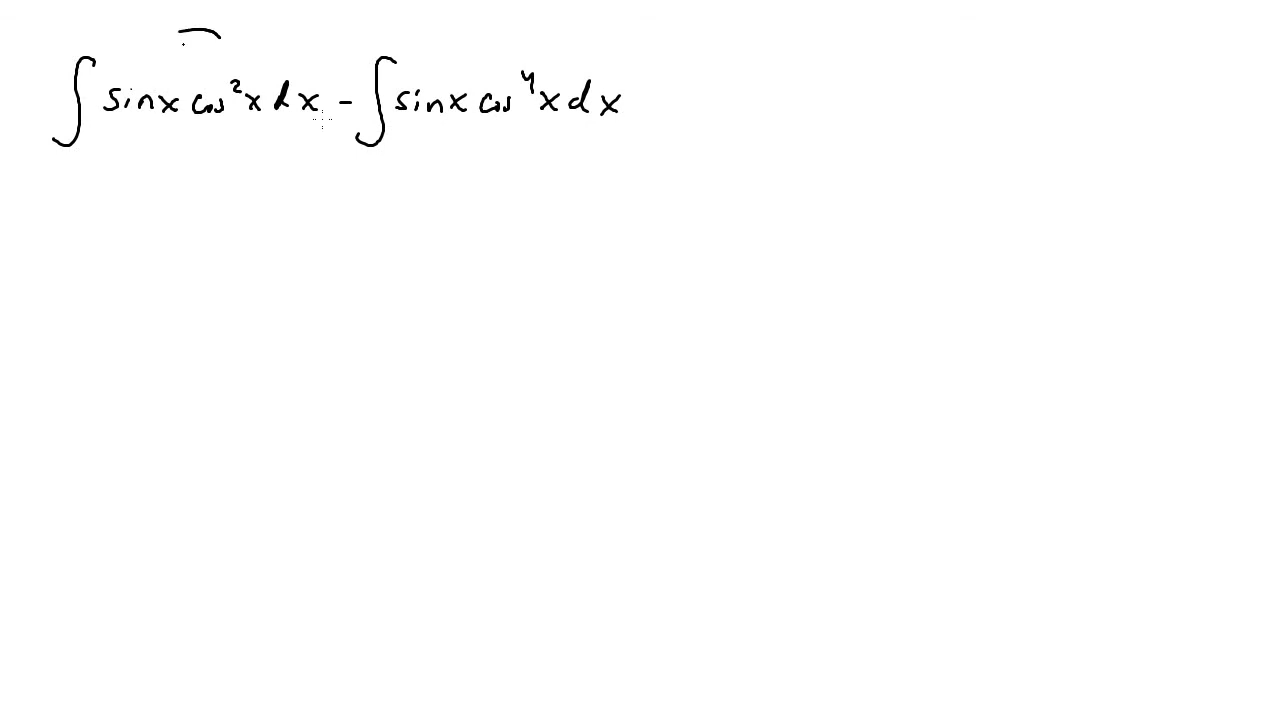 ∫ sinx cos²x dx - ∫ sinx cos⁴x dx